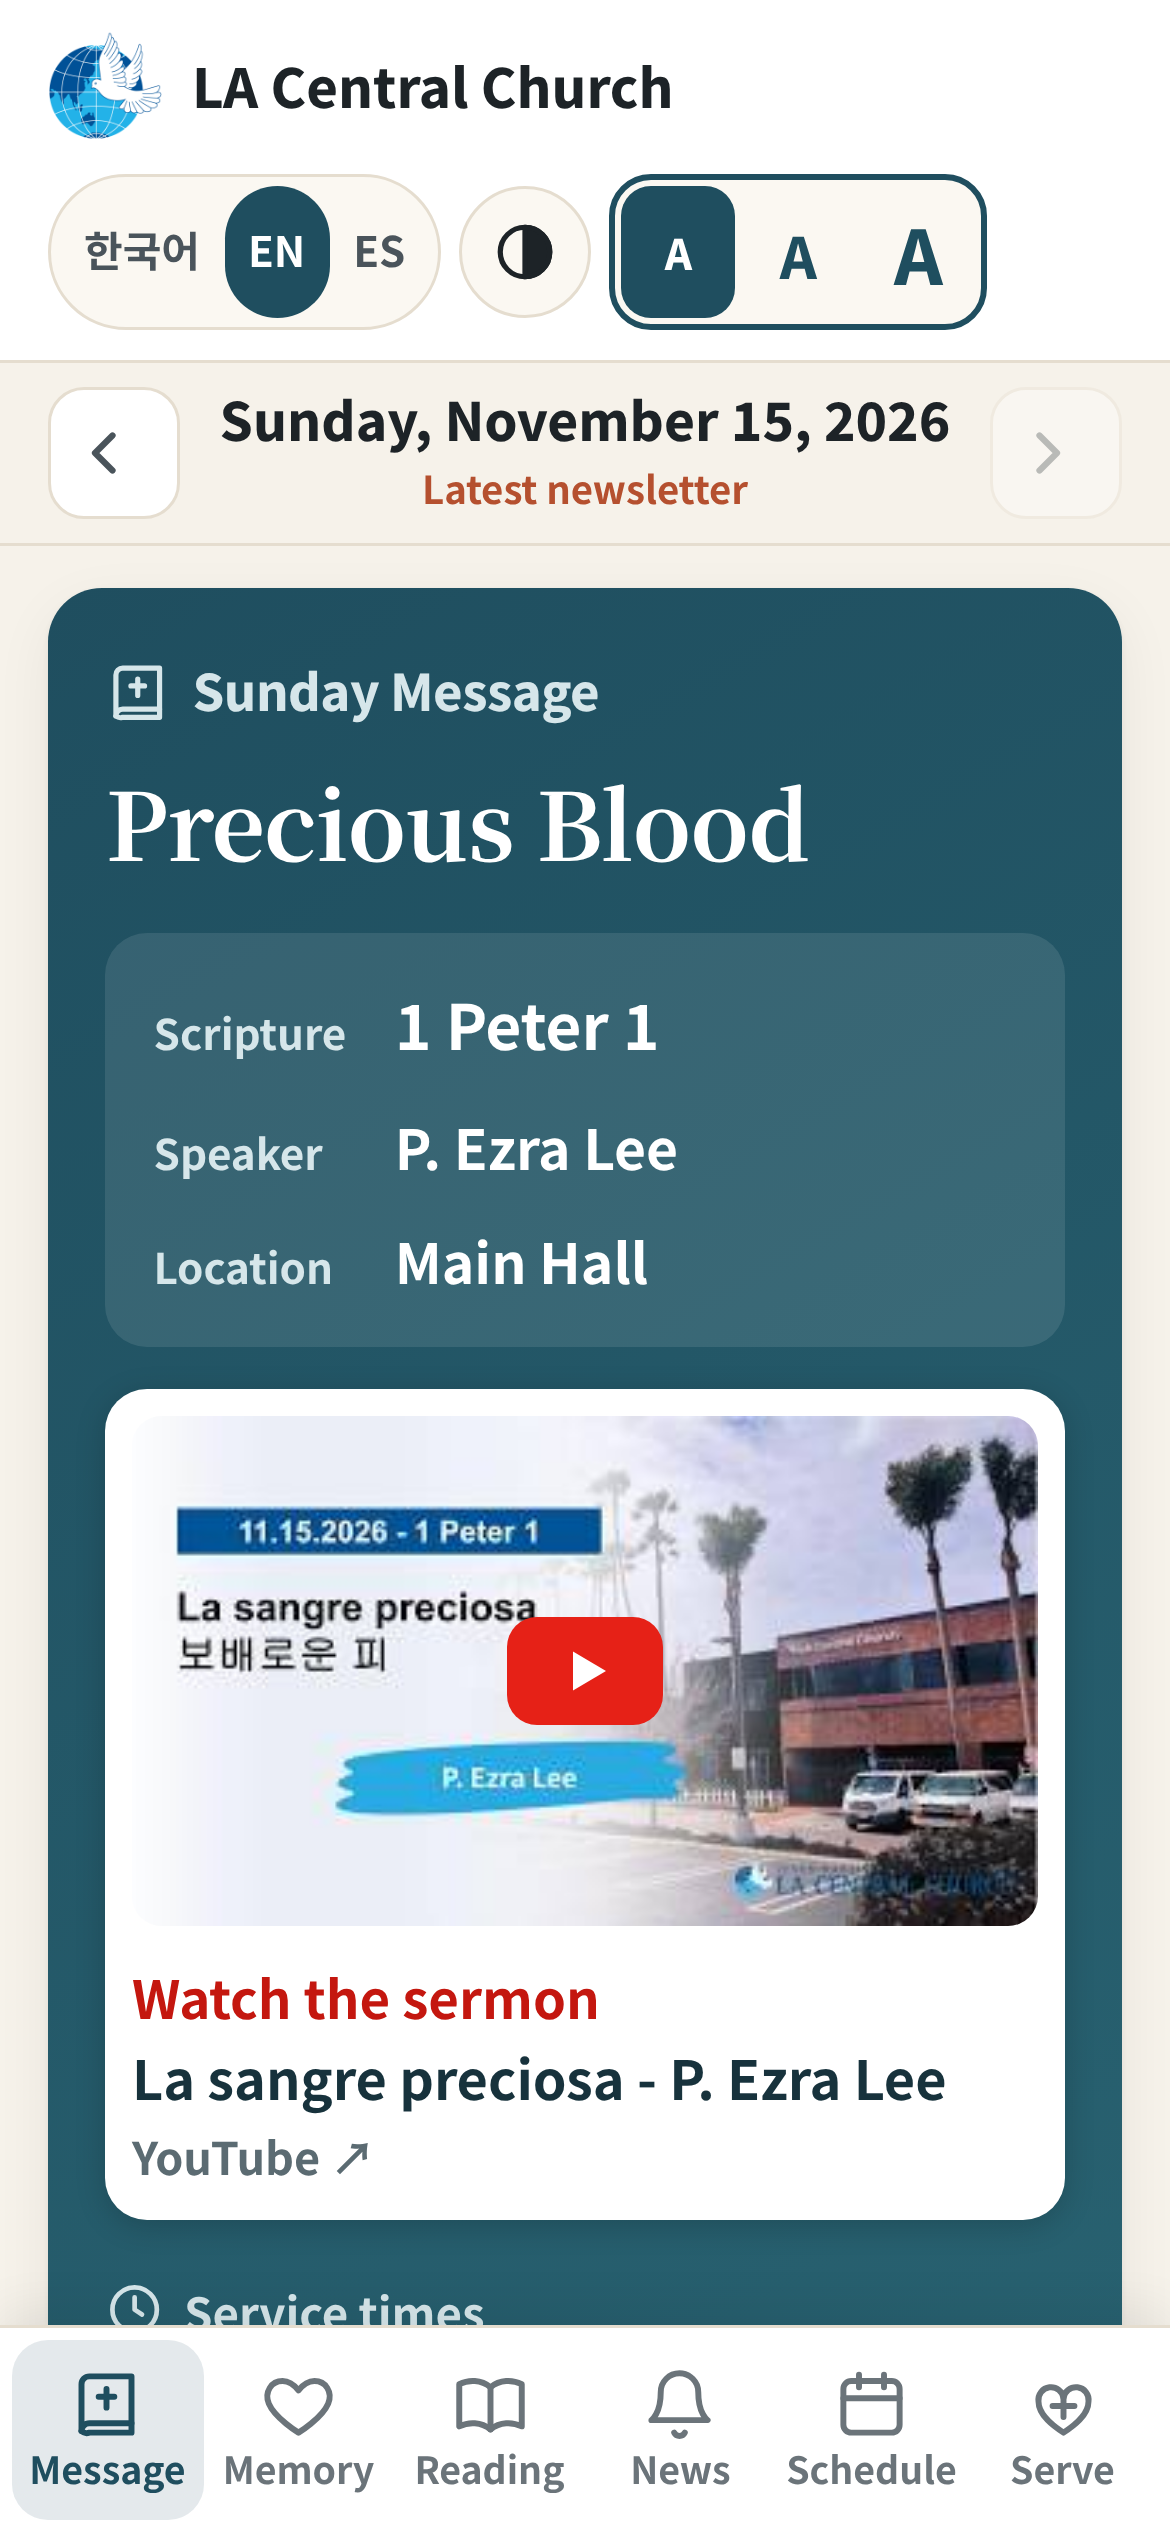 LA Central Church
한국어 EN ES A A A
Sunday, November 15, 2026
Latest newsletter
Sunday Message
Precious Blood
Scripture 1 Peter 1
Speaker P. Ezra Lee
Location Main Hall
11.15.2026 - 1 Peter 1
La sangre preciosa
보배로운 피
P. Ezra Lee
LA CENTRAL CHURCH
Watch the sermon
La sangre preciosa - P. Ezra Lee
YouTube ↗
Service times
Message Memory Reading News Schedule Serve